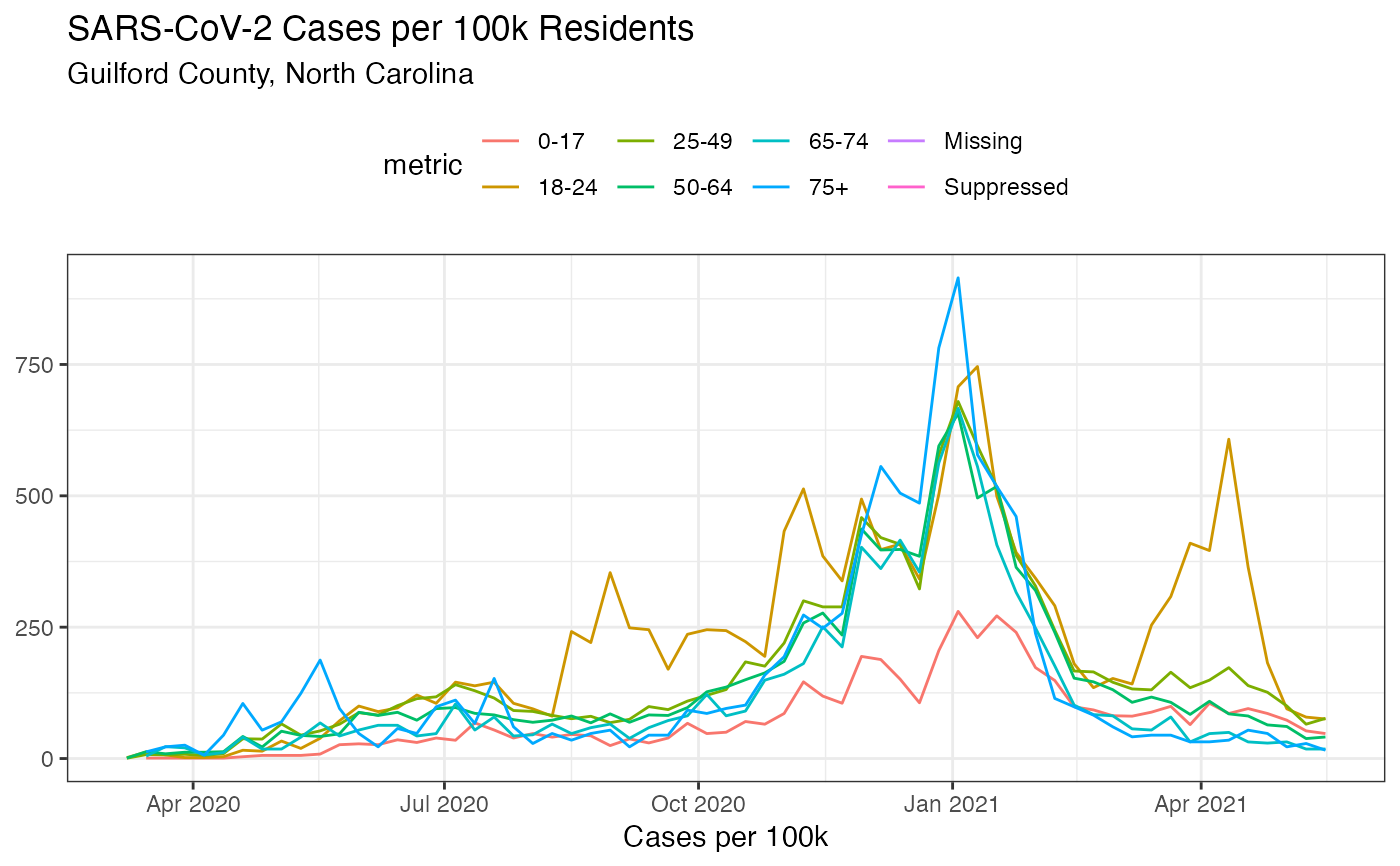 SARS-CoV-2 Cases per 100k Residents
Guilford County, North Carolina
metric
0-17 25-49 65-74 Missing
18-24 50-64 75+ Suppressed
750
500
250
0
Apr 2020 Jul 2020 Oct 2020 Jan 2021 Apr 2021
Cases per 100k